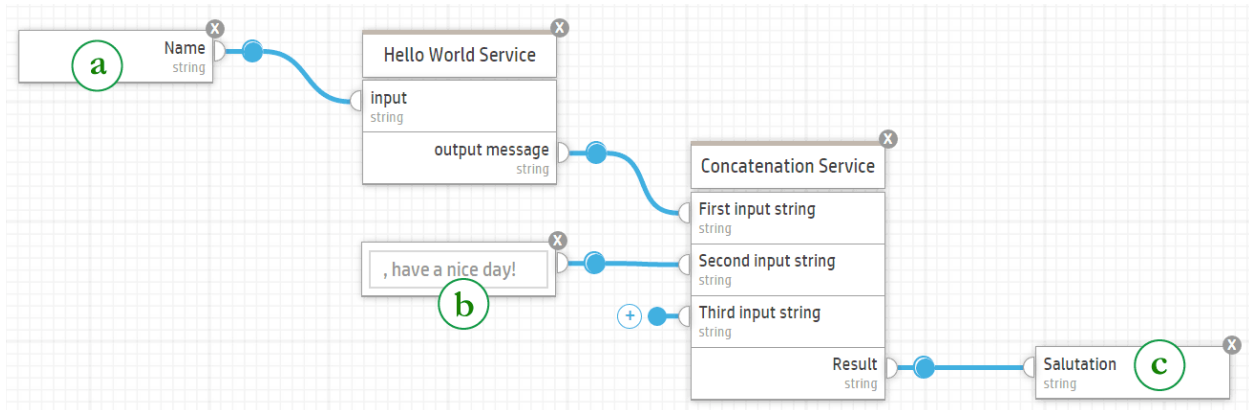 Name
string
a
Hello World Service
input
string
output message
string
Concatenation Service
First input string
string
, have a nice day!
b
Second input string
string
Third input string
string
Result
string
Salutation
string
c
X
X
X
X
X
+